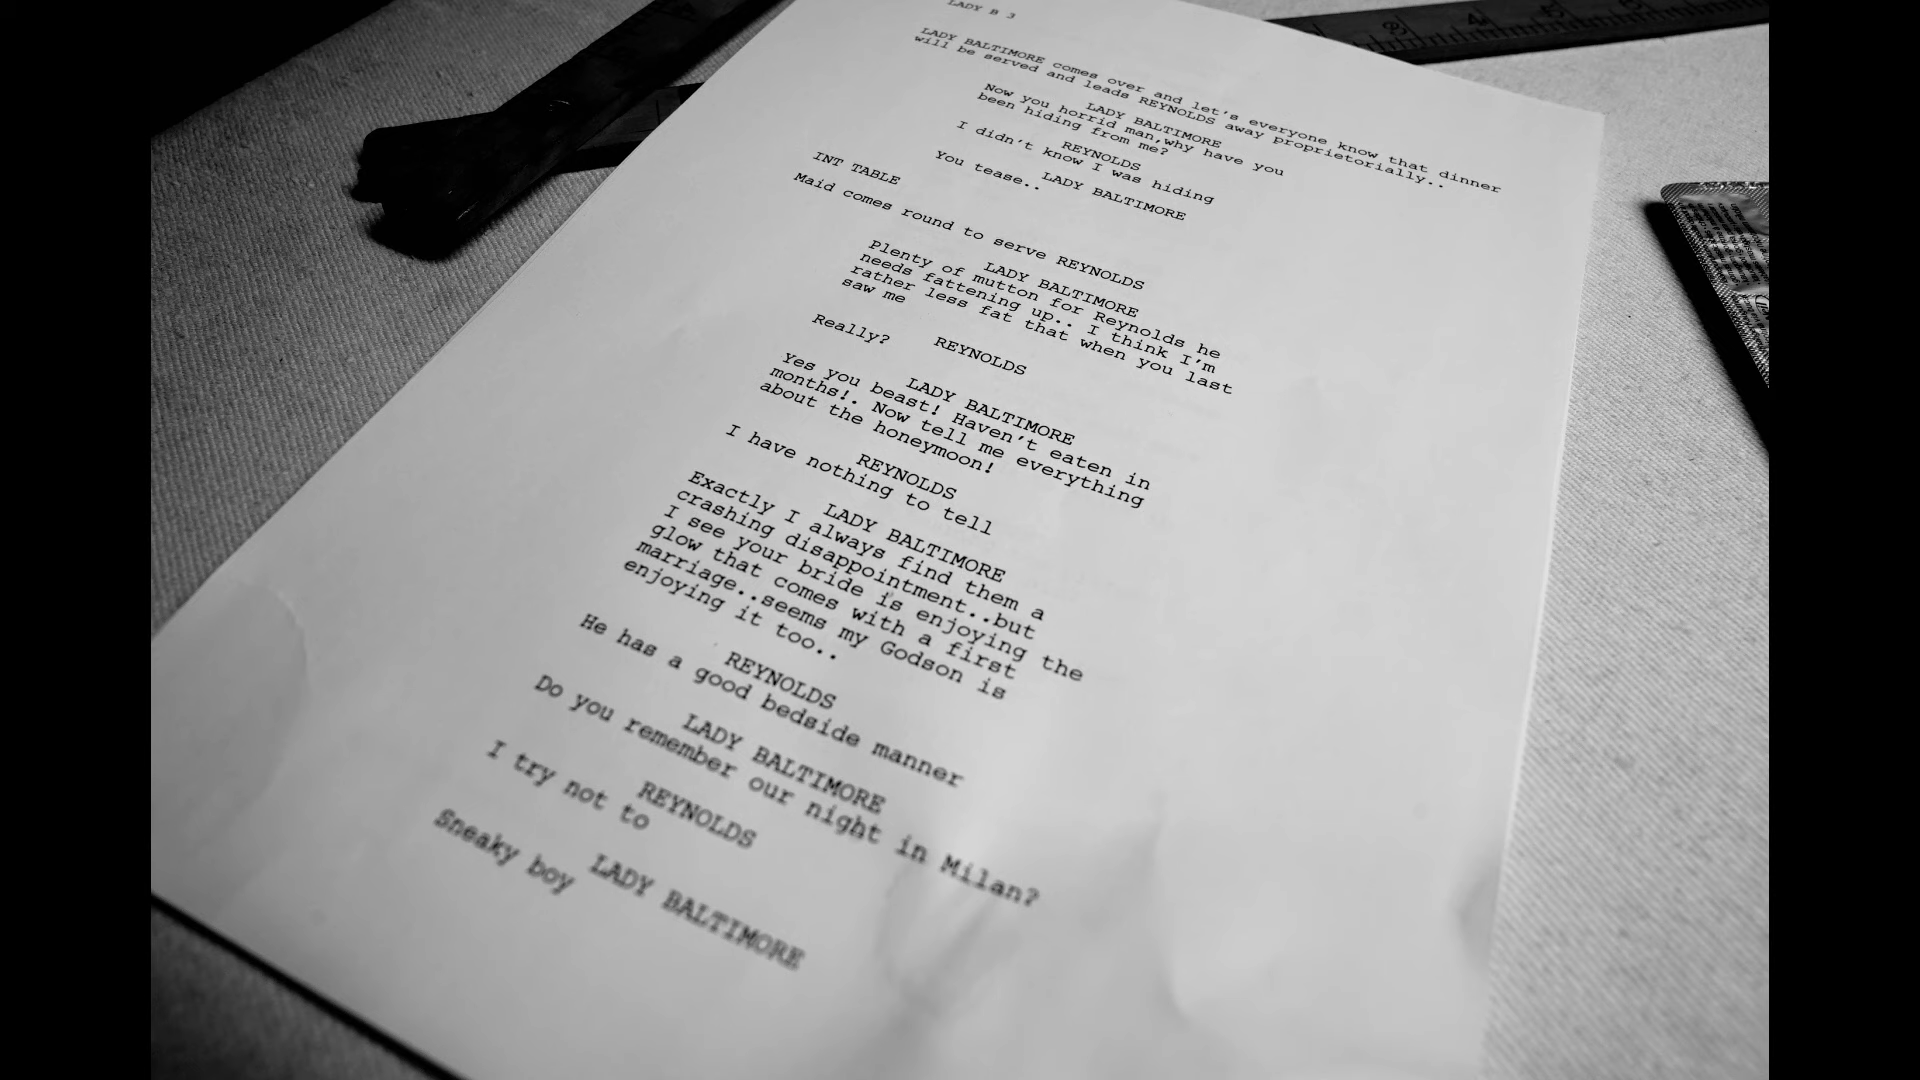 LADY B 3
LADY BALTIMORE comes over and let's everyone know that dinner
will be served and leads REYNOLDS away proprietorially..
LADY BALTIMORE
Now you horrid man,why have you
been hiding from me?
REYNOLDS
I didn't know I was hiding
LADY BALTIMORE
You tease..
INT TABLE
Maid comes round to serve REYNOLDS
LADY BALTIMORE
Plenty of mutton for Reynolds he
needs fattening up.. I think I'm
rather less fat that when you last
saw me
REYNOLDS
Really?
LADY BALTIMORE
Yes you beast! Haven't eaten in
months!. Now tell me everything
about the honeymoon!
REYNOLDS
I have nothing to tell
LADY BALTIMORE
Exactly I always find them a
crashing disappointment..but
I see your bride is enjoying the
glow that comes with a first
marriage..seems my Godson is
enjoying it too..
REYNOLDS
He has a good bedside manner
LADY BALTIMORE
Do you remember our night in Milan?
REYNOLDS
I try not to
LADY BALTIMORE
Sneaky boy
3 4 5 6